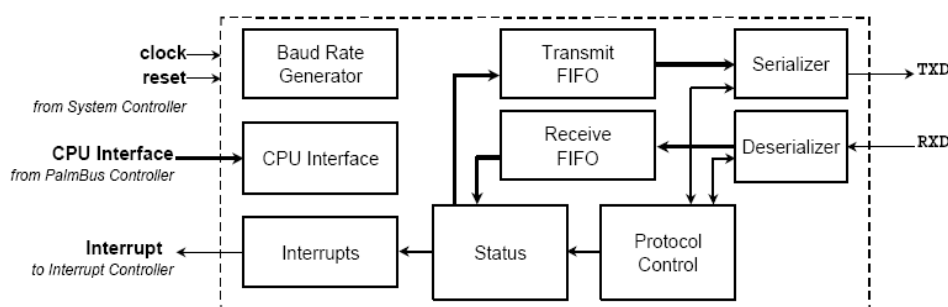 clock
reset
from System Controller
CPU Interface
from PalmBus Controller
Interrupt
to Interrupt Controller
Baud Rate
Generator
CPU Interface
Interrupts
Transmit
FIFO
Receive
FIFO
Status
Serializer
Deserializer
Protocol
Control
TXD
RXD